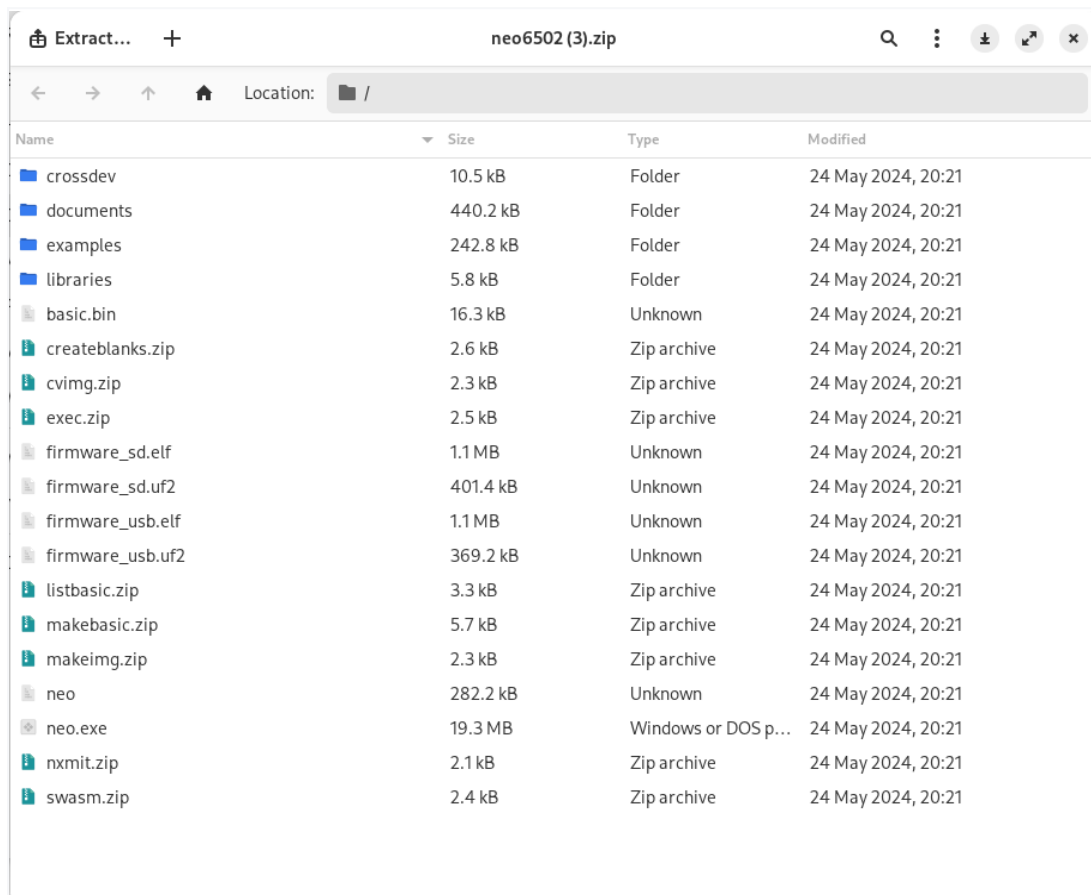 Extract... + neo6502 (3).zip
Location: /
Name Size Type Modified
crossdev 10.5 kB Folder 24 May 2024, 20:21
documents 440.2 kB Folder 24 May 2024, 20:21
examples 242.8 kB Folder 24 May 2024, 20:21
libraries 5.8 kB Folder 24 May 2024, 20:21
basic.bin 16.3 kB Unknown 24 May 2024, 20:21
createblanks.zip 2.6 kB Zip archive 24 May 2024, 20:21
cvimg.zip 2.3 kB Zip archive 24 May 2024, 20:21
exec.zip 2.5 kB Zip archive 24 May 2024, 20:21
firmware_sd.elf 1.1 MB Unknown 24 May 2024, 20:21
firmware_sd.uf2 401.4 kB Unknown 24 May 2024, 20:21
firmware_usb.elf 1.1 MB Unknown 24 May 2024, 20:21
firmware_usb.uf2 369.2 kB Unknown 24 May 2024, 20:21
listbasic.zip 3.3 kB Zip archive 24 May 2024, 20:21
makebasic.zip 5.7 kB Zip archive 24 May 2024, 20:21
makeimg.zip 2.3 kB Zip archive 24 May 2024, 20:21
neo 282.2 kB Unknown 24 May 2024, 20:21
neo.exe 19.3 MB Windows or DOS p... 24 May 2024, 20:21
nxmit.zip 2.1 kB Zip archive 24 May 2024, 20:21
swasm.zip 2.4 kB Zip archive 24 May 2024, 20:21